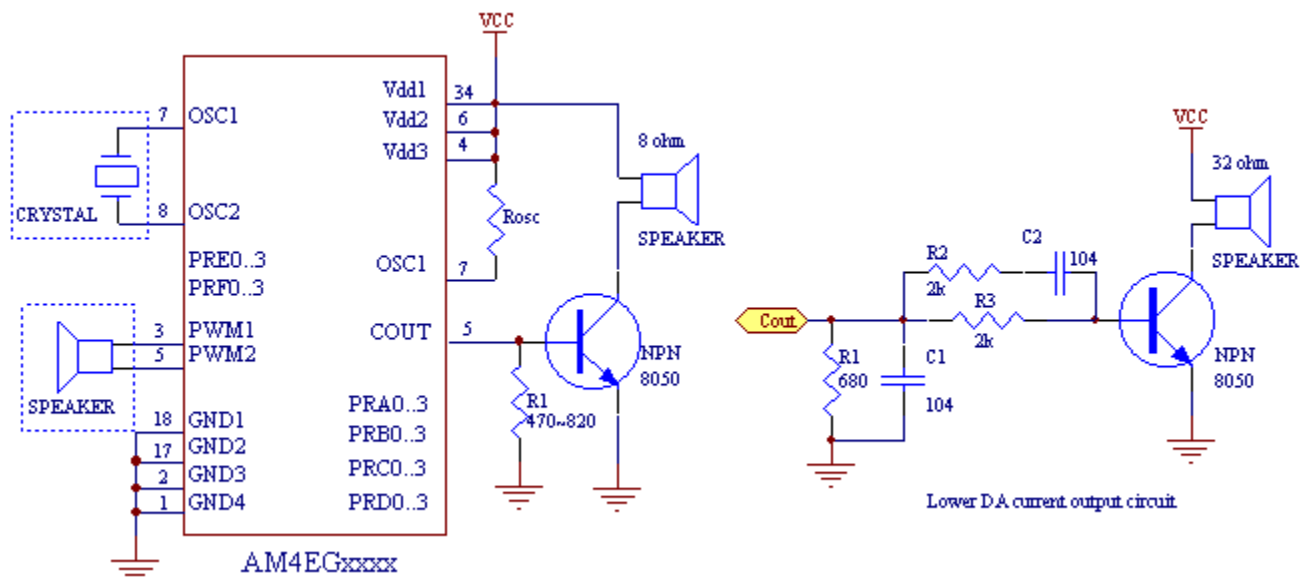 VCC
7
OSC1
8
OSC2
CRYSTAL
PRE0..3
PRF0..3
3
PWM1
5
PWM2
SPEAKER
18
GND1
17
GND2
2
GND3
1
GND4
Vdd1
34
Vdd2
6
Vdd3
4
Rosc
OSC1
7
COUT
5
PRA0..3
PRB0..3
PRC0..3
PRD0..3
AM4EGxxxx
8 ohm
SPEAKER
NPN
8050
R1
470~820
VCC
32 ohm
SPEAKER
C2
104
R2
2k
R3
2k
Cout
R1
680
C1
104
NPN
8050
Lower DA current output circuit